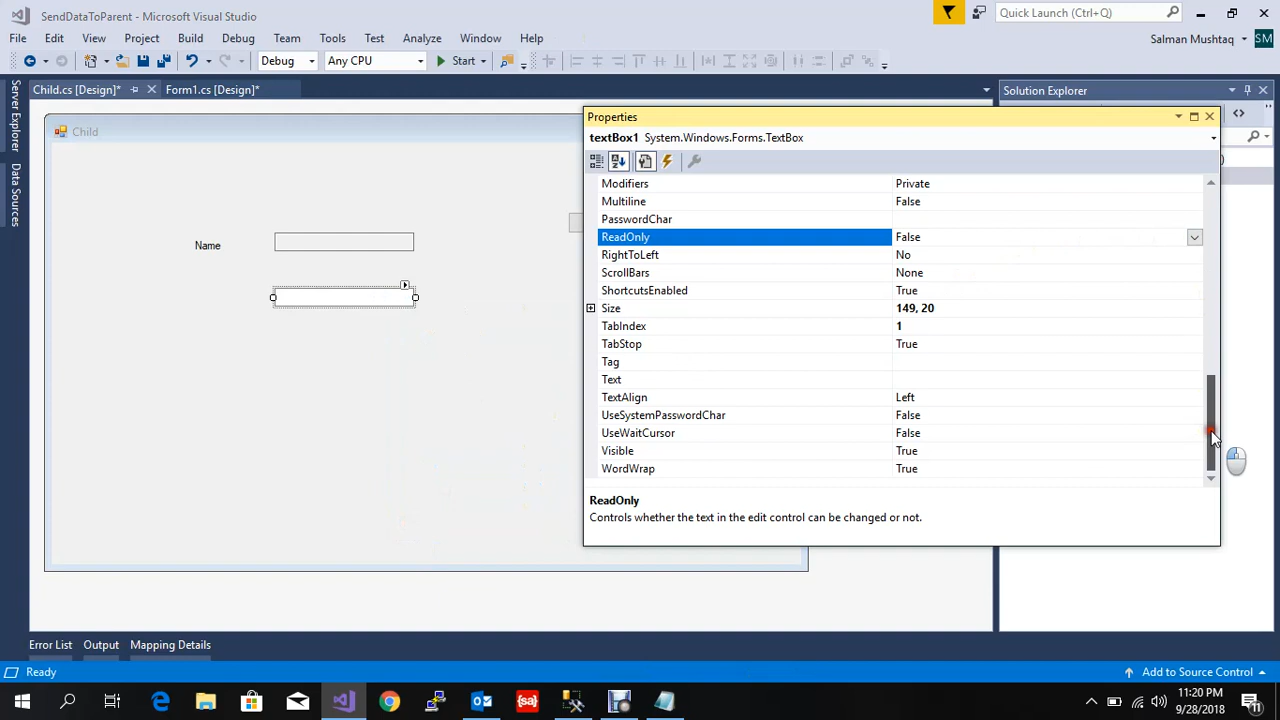 SendDataToParent - Microsoft Visual Studio
Quick Launch (Ctrl+Q)
File Edit View Project Build Debug Team Tools Test Analyze Window Help
Salman Mushtaq SM
Debug Any CPU Start
Child.cs [Design]* Form1.cs [Design]*
Solution Explorer
Server Explorer
Data Sources
Child
Name
Properties
textBox1 System.Windows.Forms.TextBox
Modifiers Private
Multiline False
PasswordChar
ReadOnly False
RightToLeft No
ScrollBars None
ShortcutsEnabled True
Size 149, 20
TabIndex 1
TabStop True
Tag
Text
TextAlign Left
UseSystemPasswordChar False
UseWaitCursor False
Visible True
WordWrap True
ReadOnly
Controls whether the text in the edit control can be changed or not.
Error List Output Mapping Details
Ready
Add to Source Control
11:20 PM
9/28/2018